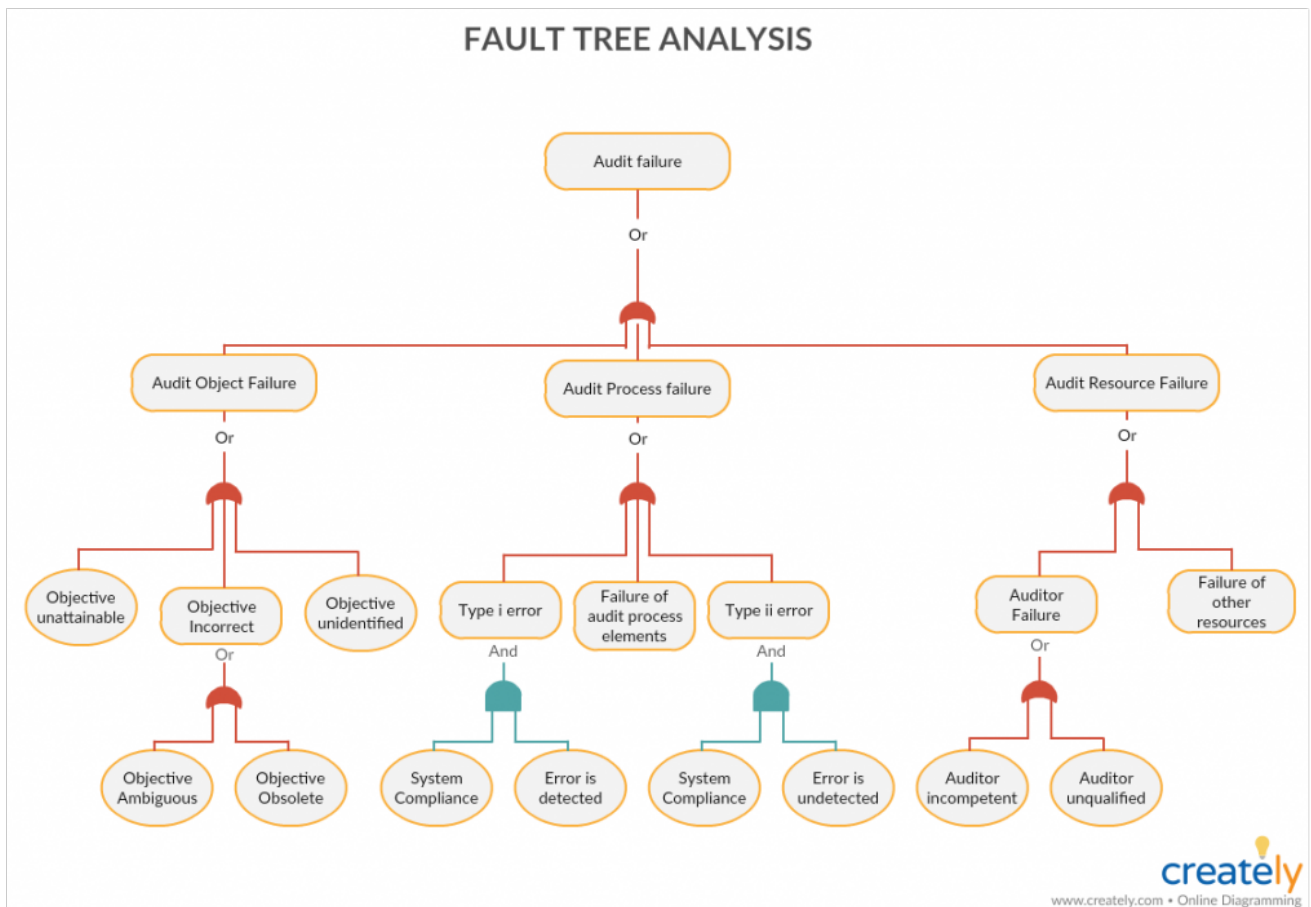 FAULT TREE ANALYSIS
Audit failure
Or
Audit Object Failure
Audit Process failure
Audit Resource Failure
Or
Or
Or
Objective
unattainable
Objective
Incorrect
Objective
unidentified
Type i error
Failure of
audit process
elements
Type ii error
Auditor
Failure
Failure of
other
resources
Or
And
And
Or
Objective
Ambiguous
Objective
Obsolete
System
Compliance
Error is
detected
System
Compliance
Error is
undetected
Auditor
incompetent
Auditor
unqualified
creately
www.creately.com • Online Diagramming